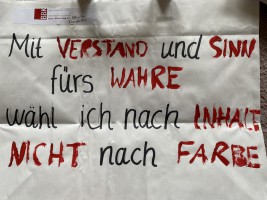 Mit VERSTAND und SINN
fürs WAHRE
wähl ich nach INHALT
NICHT nach FARBE